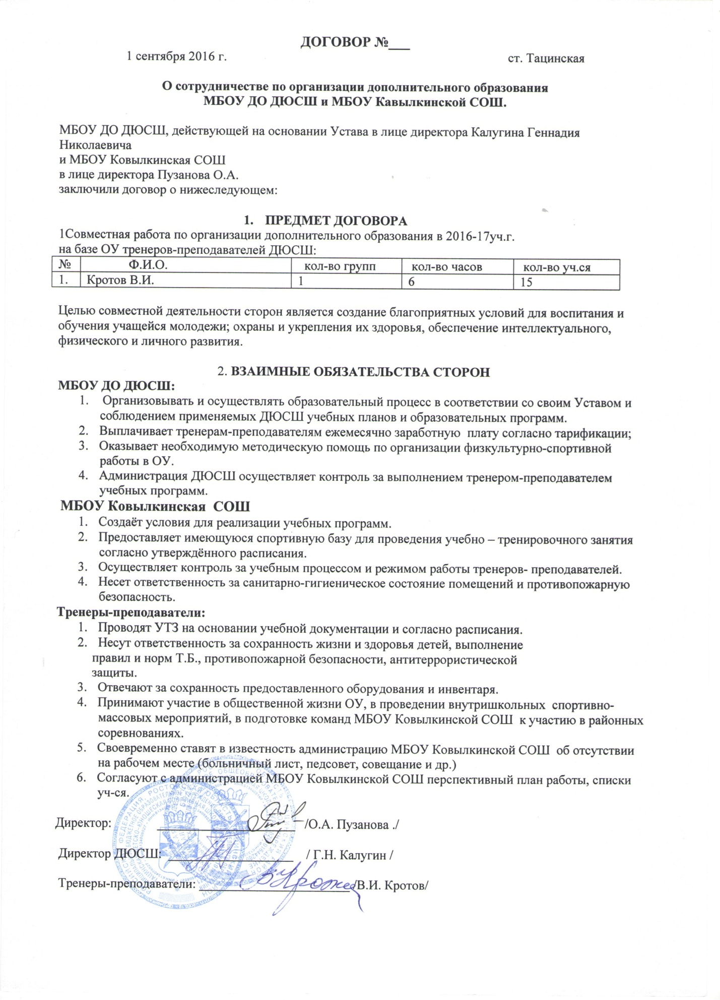 ДОГОВОР №___
1 сентября 2016 г. ст. Тацинская
О сотрудничестве по организации дополнительного образования
МБОУ ДО ДЮСШ и МБОУ Кавылкинской СОШ.
МБОУ ДО ДЮСШ, действующей на основании Устава в лице директора Калугина Геннадия
Николаевича
и МБОУ Ковылкинская СОШ
в лице директора Пузанова О.А.
заключили договор о нижеследующем:
1. ПРЕДМЕТ ДОГОВОРА
1Совместная работа по организации дополнительного образования в 2016-17уч.г.
на базе ОУ тренеров-преподавателей ДЮСШ:
№ Ф.И.О. кол-во групп кол-во часов кол-во уч.ся
1. Кротов В.И. 1 6 15
Целью совместной деятельности сторон является создание благоприятных условий для воспитания и
обучения учащейся молодежи; охраны и укрепления их здоровья, обеспечение интеллектуального,
физического и личного развития.
2. ВЗАИМНЫЕ ОБЯЗАТЕЛЬСТВА СТОРОН
МБОУ ДО ДЮСШ:
1. Организовывать и осуществлять образовательный процесс в соответствии со своим Уставом и
соблюдением применяемых ДЮСШ учебных планов и образовательных программ.
2. Выплачивает тренерам-преподавателям ежемесячно заработную плату согласно тарификации;
3. Оказывает необходимую методическую помощь по организации физкультурно-спортивной
работы в ОУ.
4. Администрация ДЮСШ осуществляет контроль за выполнением тренером-преподавателем
учебных программ.
МБОУ Ковылкинская СОШ
1. Создаёт условия для реализации учебных программ.
2. Предоставляет имеющуюся спортивную базу для проведения учебно – тренировочного занятия
согласно утверждённого расписания.
3. Осуществляет контроль за учебным процессом и режимом работы тренеров- преподавателей.
4. Несет ответственность за санитарно-гигиеническое состояние помещений и противопожарную
безопасность.
Тренеры-преподаватели:
1. Проводят УТЗ на основании учебной документации и согласно расписания.
2. Несут ответственность за сохранность жизни и здоровья детей, выполнение
правил и норм Т.Б., противопожарной безопасности, антитеррористической
защиты.
3. Отвечают за сохранность предоставленного оборудования и инвентаря.
4. Принимают участие в общественной жизни ОУ, в проведении внутришкольных спортивно-
массовых мероприятий, в подготовке команд МБОУ Ковылкинской СОШ к участию в районных
соревнованиях.
5. Своевременно ставят в известность администрацию МБОУ Ковылкинской СОШ об отсутствии
на рабочем месте (больничный лист, педсовет, совещание и др.)
6. Согласуют с администрацией МБОУ Ковылкинской СОШ перспективный план работы, списки
уч-ся.
Директор: /О.А. Пузанова ./
Директор ДЮСШ: / Г.Н. Калугин /
Тренеры-преподаватели: /В.И. Кротов/